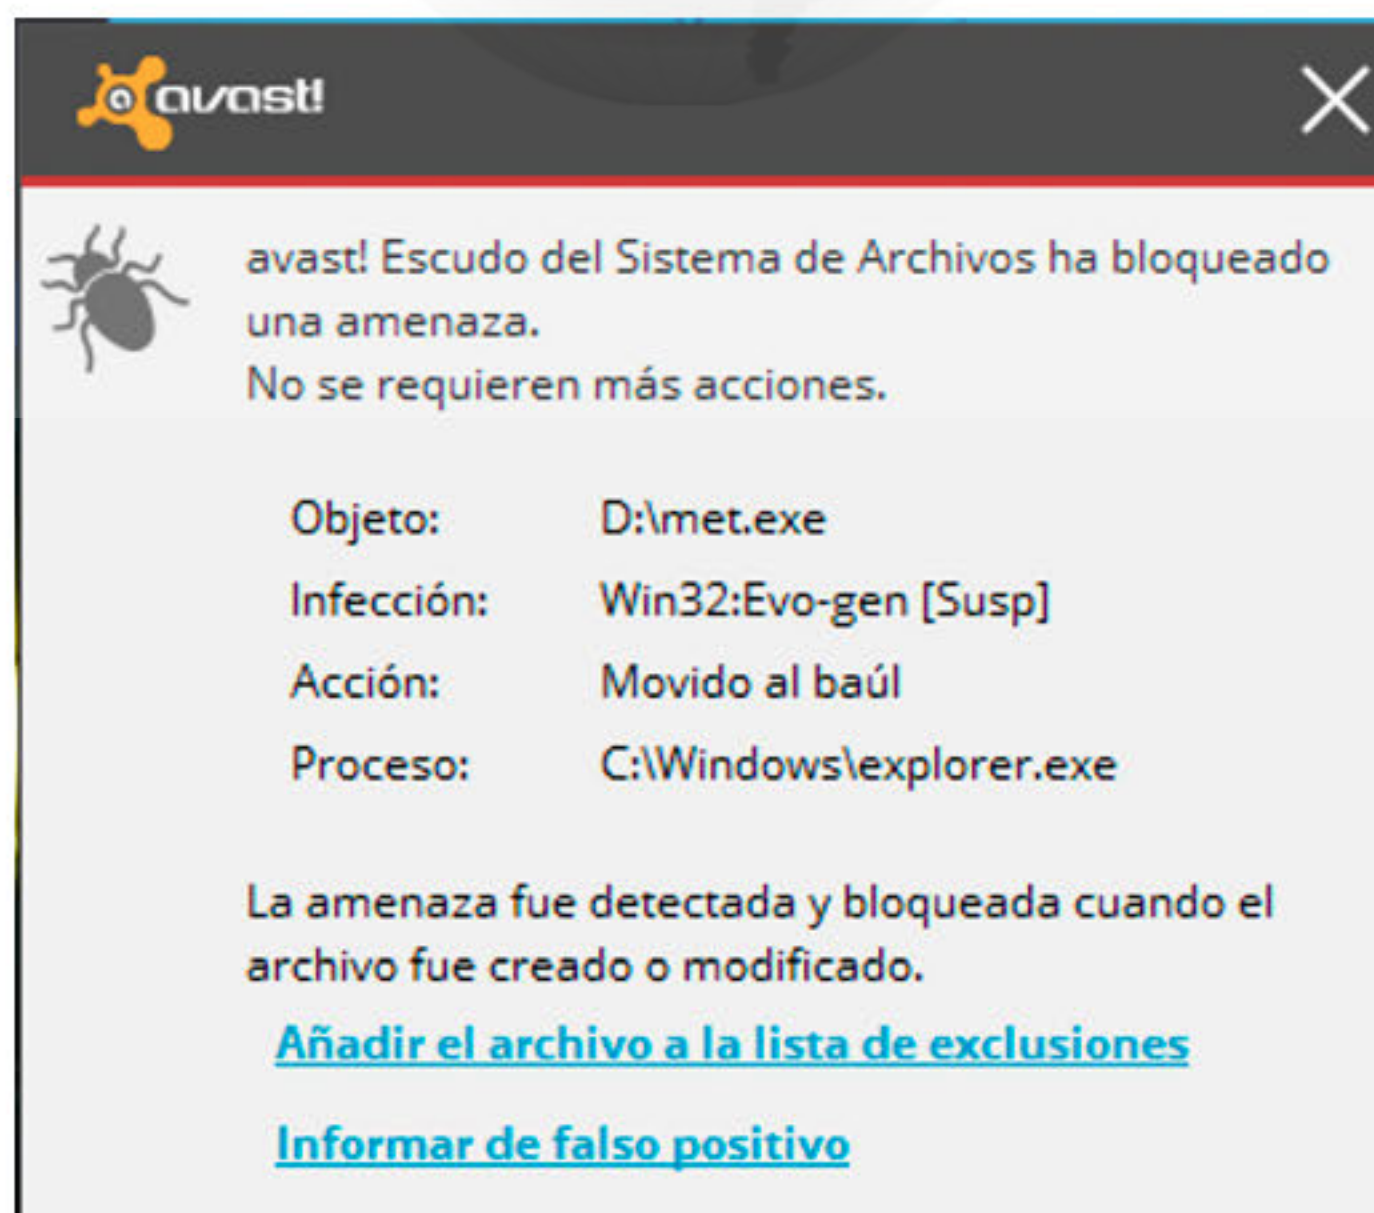 avast!
avast! Escudo del Sistema de Archivos ha bloqueado
una amenaza.
No se requieren más acciones.
Objeto: D:\met.exe
Infección: Win32:Evo-gen [Susp]
Acción: Movido al baúl
Proceso: C:\Windows\explorer.exe
La amenaza fue detectada y bloqueada cuando el
archivo fue creado o modificado.
Añadir el archivo a la lista de exclusiones
Informar de falso positivo